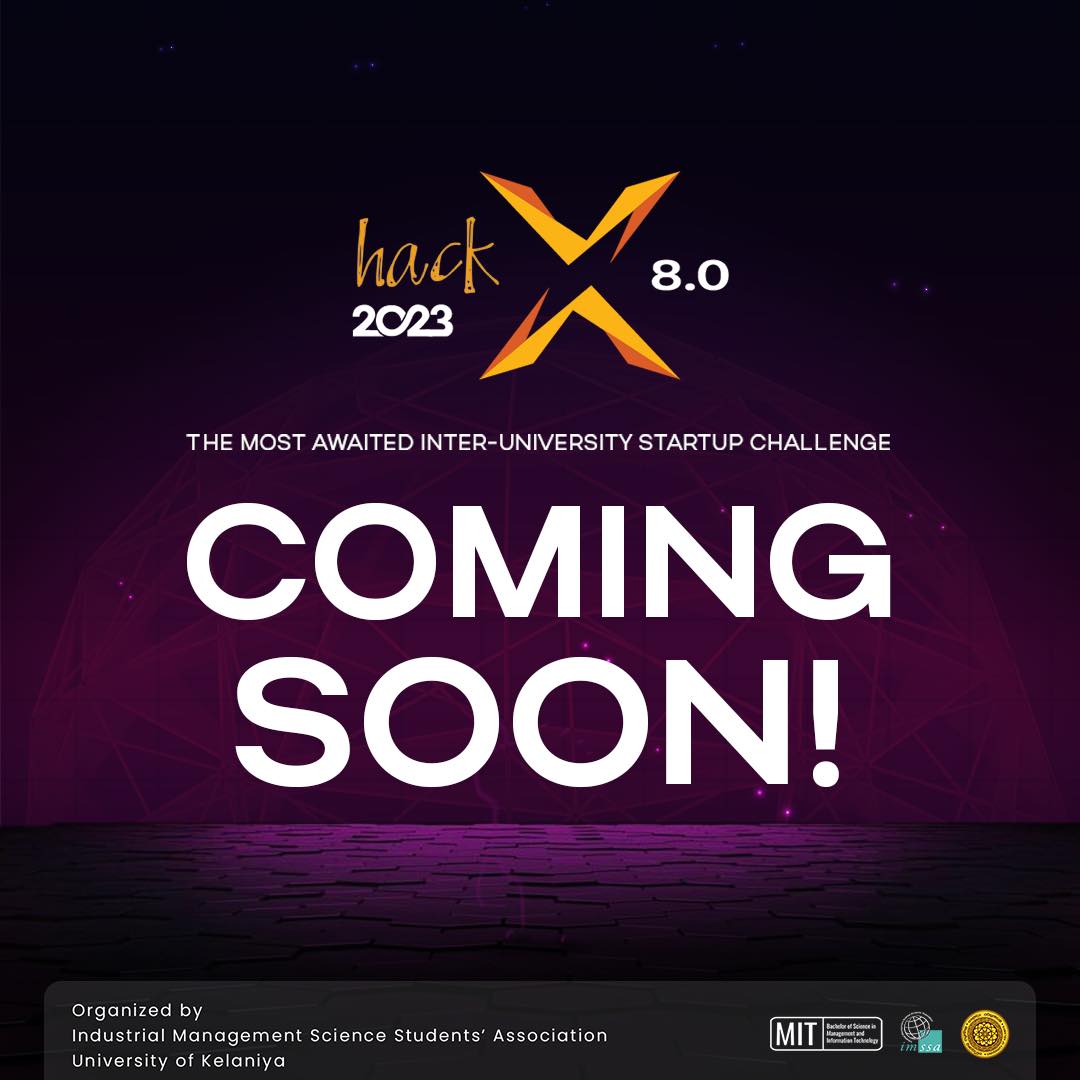 hack X 8.0
2023
THE MOST AWAITED INTER-UNIVERSITY STARTUP CHALLENGE
COMING
SOON!
Organized by
Industrial Management Science Students' Association
University of Kelaniya
MIT
Bachelor of Science in
Management and
Information Technology
imssa